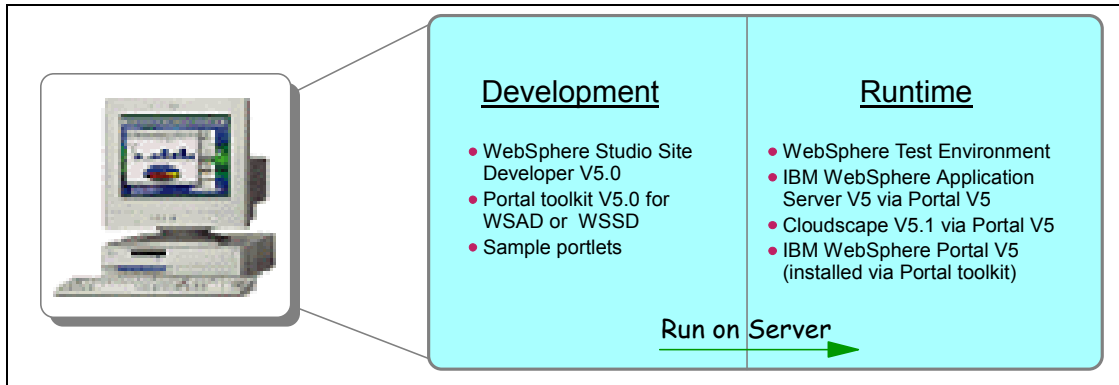 Development
WebSphere Studio Site
Developer V5.0
Portal toolkit V5.0 for
WSAD or WSSD
Sample portlets
Runtime
WebSphere Test Environment
IBM WebSphere Application
Server V5 via Portal V5
Cloudscape V5.1 via Portal V5
IBM WebSphere Portal V5
(installed via Portal toolkit)
Run on Server